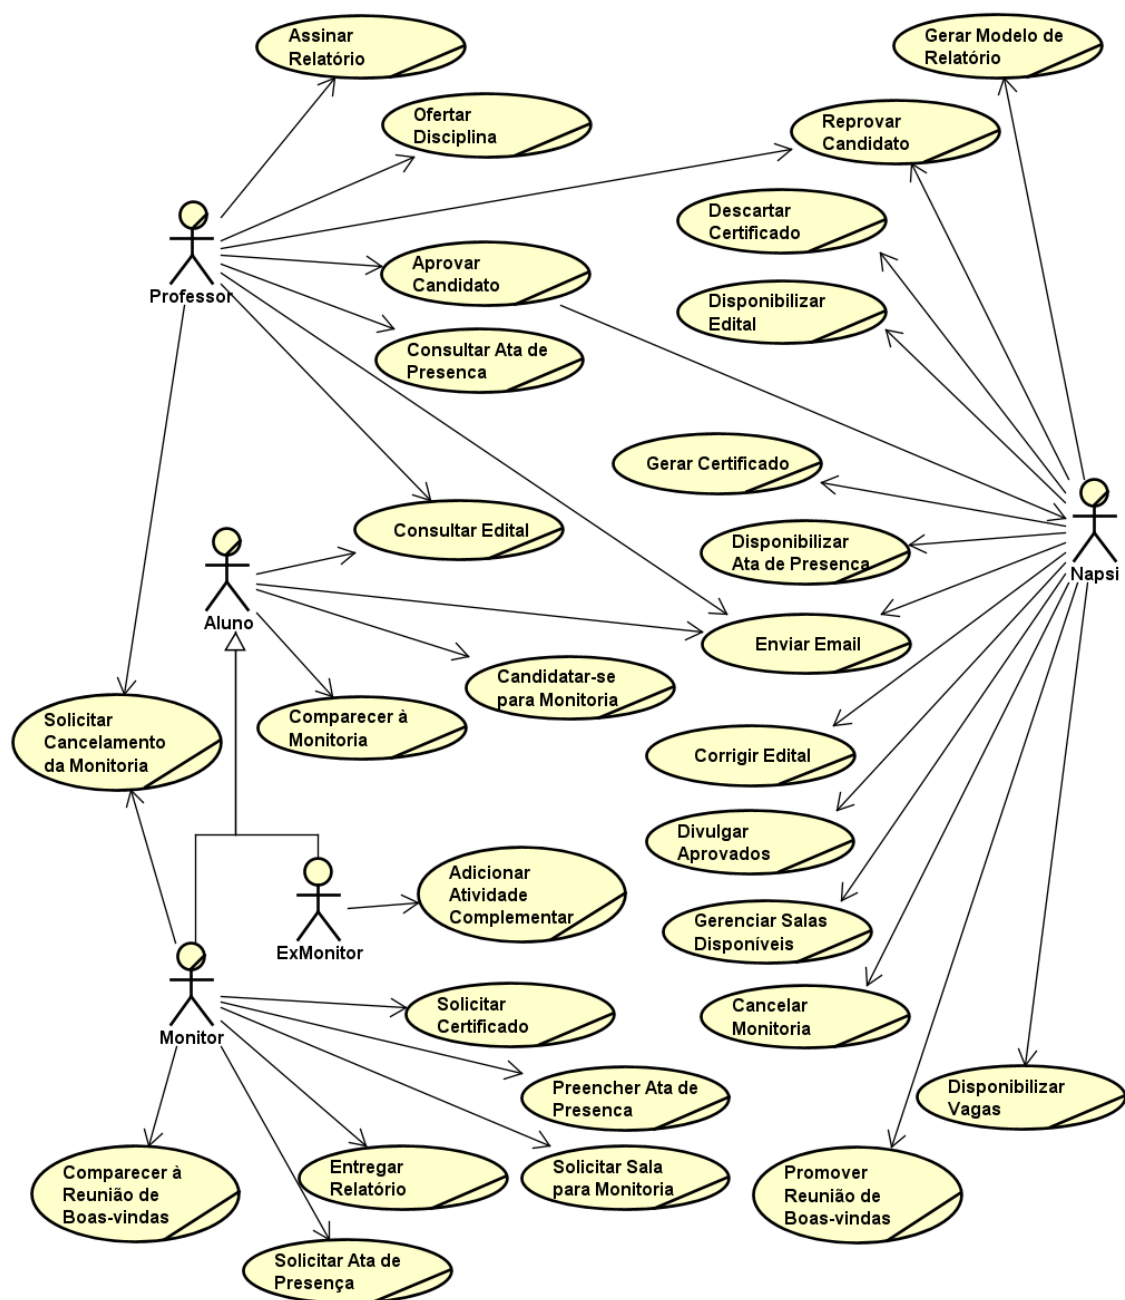 Assinar
Relatório
Gerar Modelo de
Relatório
Ofertar
Disciplina
Reprovar
Candidato
Descartar
Certificado
Professor
Aprovar
Candidato
Disponibilizar
Edital
Consultar Ata de
Presenca
Gerar Certificado
Consultar Edital
Disponibilizar
Ata de Presenca
Napsi
Aluno
Enviar Email
Candidatar-se
para Monitoria
Solicitar
Cancelamento
da Monitoria
Comparecer à
Monitoria
Corrigir Edital
Divulgar
Aprovados
Adicionar
Atividade
Complementar
Gerenciar Salas
Disponíveis
ExMonitor
Solicitar
Certificado
Cancelar
Monitoria
Monitor
Preencher Ata de
Presenca
Disponibilizar
Vagas
Comparecer à
Reunião de
Boas-vindas
Entregar
Relatório
Solicitar Sala
para Monitoria
Promover
Reunião de
Boas-vindas
Solicitar Ata de
Presença